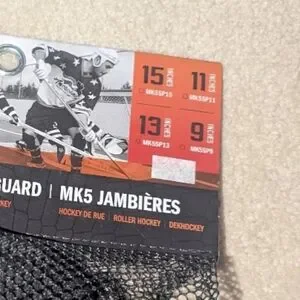 15 INCHES
MK5SP15
11 INCHES
MK5SP11
13 INCHES
MK5SP13
9 INCHES
MK5SP9
GUARD | MK5 JAMBIÈRES
HOCKEY DE RUE | ROLLER HOCKEY | DEKHOCKEY